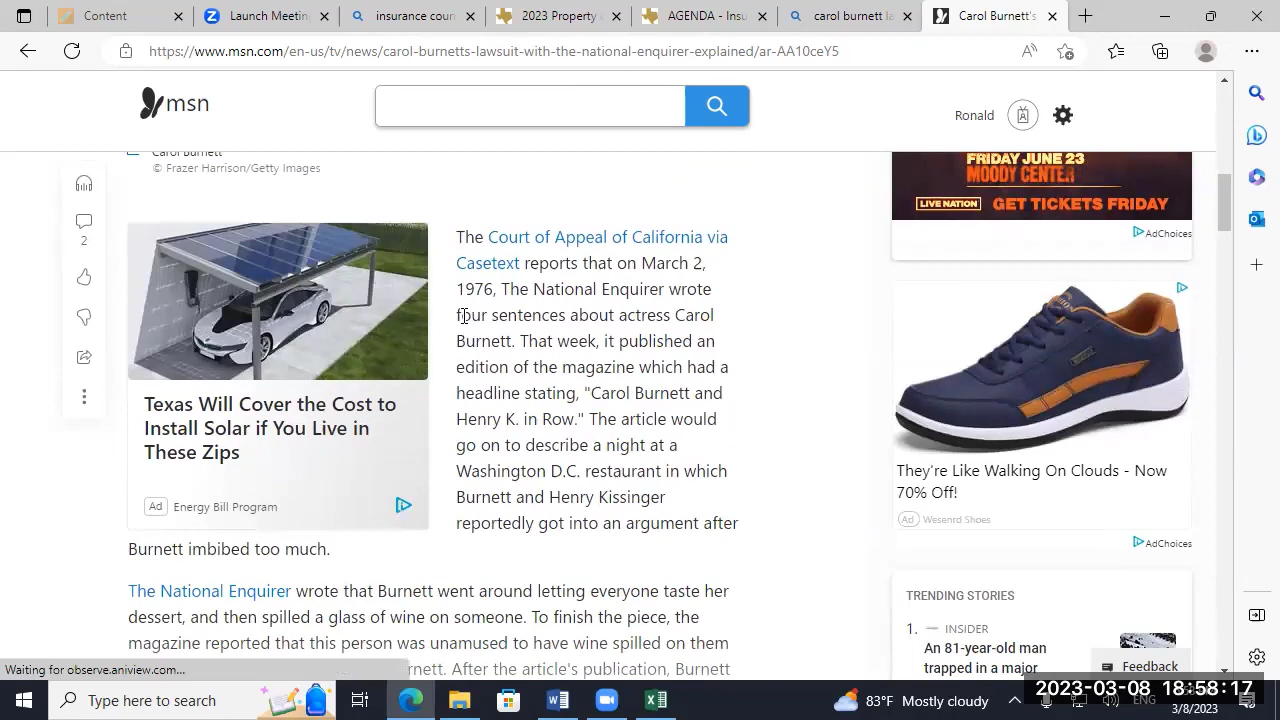 Content
Launch Meetin
insurance coun
2023 Property
AGENDA - Insu
carol burnett la
Carol Burnett's
https://www.msn.com/en-us/tv/news/carol-burnetts-lawsuit-with-the-national-enquirer-explained/ar-AA10ceY5
msn
Ronald
Carol Burnett
© Frazer Harrison/Getty Images
2
Texas Will Cover the Cost to
Install Solar if You Live in
These Zips
Ad Energy Bill Program
The Court of Appeal of California via
Casetext reports that on March 2,
1976, The National Enquirer wrote
four sentences about actress Carol
Burnett. That week, it published an
edition of the magazine which had a
headline stating, "Carol Burnett and
Henry K. in Row." The article would
go on to describe a night at a
Washington D.C. restaurant in which
Burnett and Henry Kissinger
reportedly got into an argument after
Burnett imbibed too much.
The National Enquirer wrote that Burnett went around letting everyone taste her
dessert, and then spilled a glass of wine on someone. To finish the piece, the
magazine reported that this person was unamused to have wine spilled on them
rnett. After the article's publication, Burnett
FRIDAY JUNE 23
MOODY CENTER
LIVE NATION GET TICKETS FRIDAY
AdChoices
They're Like Walking On Clouds - Now
70% Off!
Ad Wesenrd Shoes
AdChoices
TRENDING STORIES
1. INSIDER
An 81-year-old man
trapped in a major
Feedback
Waiting for observe.aniview.com...
Type here to search
83°F Mostly cloudy
ENG
2023-03-08 18:58:17
3/8/2023